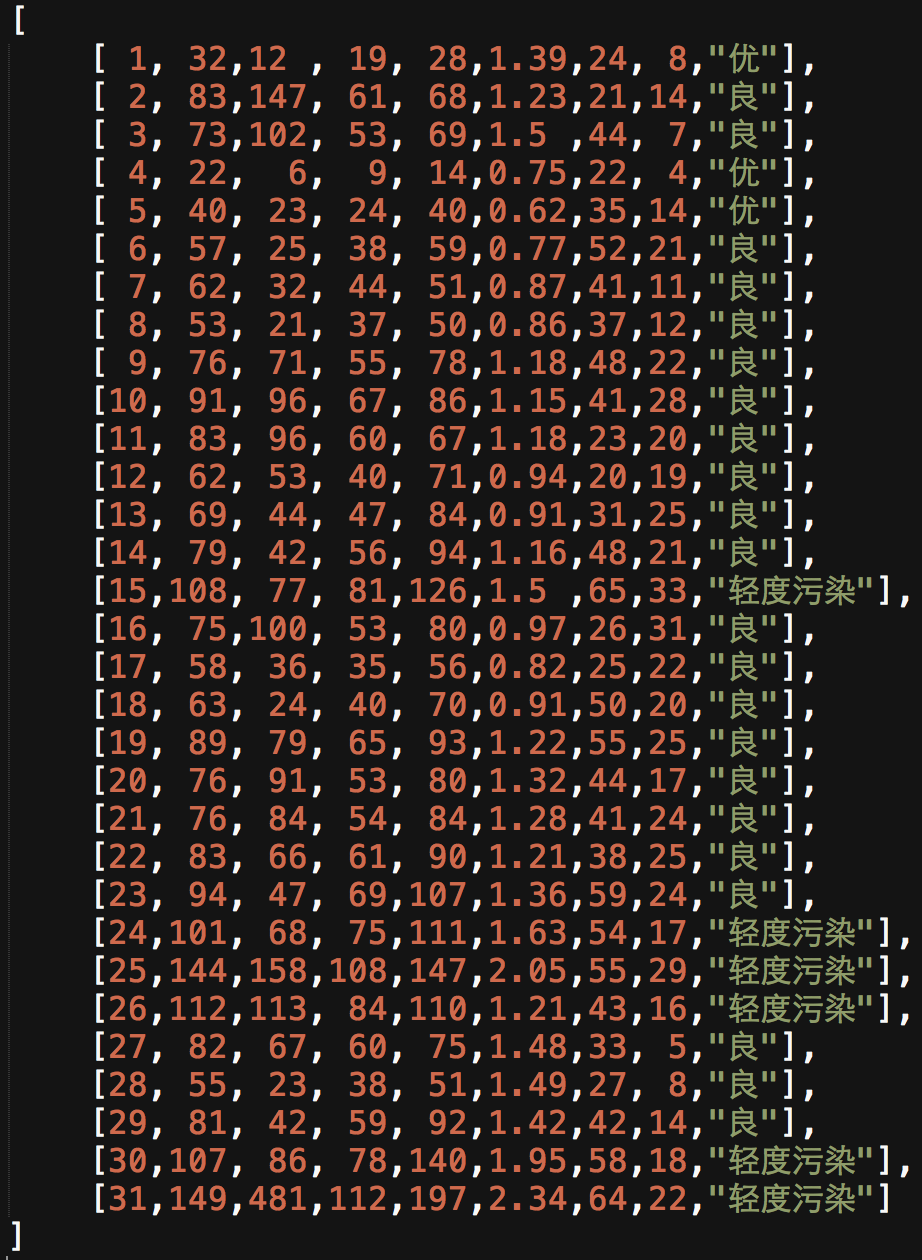 [
[ 1, 32,12 , 19, 28,1.39,24, 8,"优"],
[ 2, 83,147, 61, 68,1.23,21,14,"良"],
[ 3, 73,102, 53, 69,1.5 ,44, 7,"良"],
[ 4, 22,  6,  9, 14,0.75,22, 4,"优"],
[ 5, 40, 23, 24, 40,0.62,35,14,"优"],
[ 6, 57, 25, 38, 59,0.77,52,21,"良"],
[ 7, 62, 32, 44, 51,0.87,41,11,"良"],
[ 8, 53, 21, 37, 50,0.86,37,12,"良"],
[ 9, 76, 71, 55, 78,1.18,48,22,"良"],
[10, 91, 96, 67, 86,1.15,41,28,"良"],
[11, 83, 96, 60, 67,1.18,23,20,"良"],
[12, 62, 53, 40, 71,0.94,20,19,"良"],
[13, 69, 44, 47, 84,0.91,31,25,"良"],
[14, 79, 42, 56, 94,1.16,48,21,"良"],
[15,108, 77, 81,126,1.5 ,65,33,"轻度污染"],
[16, 75,100, 53, 80,0.97,26,31,"良"],
[17, 58, 36, 35, 56,0.82,25,22,"良"],
[18, 63, 24, 40, 70,0.91,50,20,"良"],
[19, 89, 79, 65, 93,1.22,55,25,"良"],
[20, 76, 91, 53, 80,1.32,44,17,"良"],
[21, 76, 84, 54, 84,1.28,41,24,"良"],
[22, 83, 66, 61, 90,1.21,38,25,"良"],
[23, 94, 47, 69,107,1.36,59,24,"良"],
[24,101, 68, 75,111,1.63,54,17,"轻度污染"],
[25,144,158,108,147,2.05,55,29,"轻度污染"],
[26,112,113, 84,110,1.21,43,16,"轻度污染"],
[27, 82, 67, 60, 75,1.48,33, 5,"良"],
[28, 55, 23, 38, 51,1.49,27, 8,"良"],
[29, 81, 42, 59, 92,1.42,42,14,"良"],
[30,107, 86, 78,140,1.95,58,18,"轻度污染"],
[31,149,481,112,197,2.34,64,22,"轻度污染"]
]